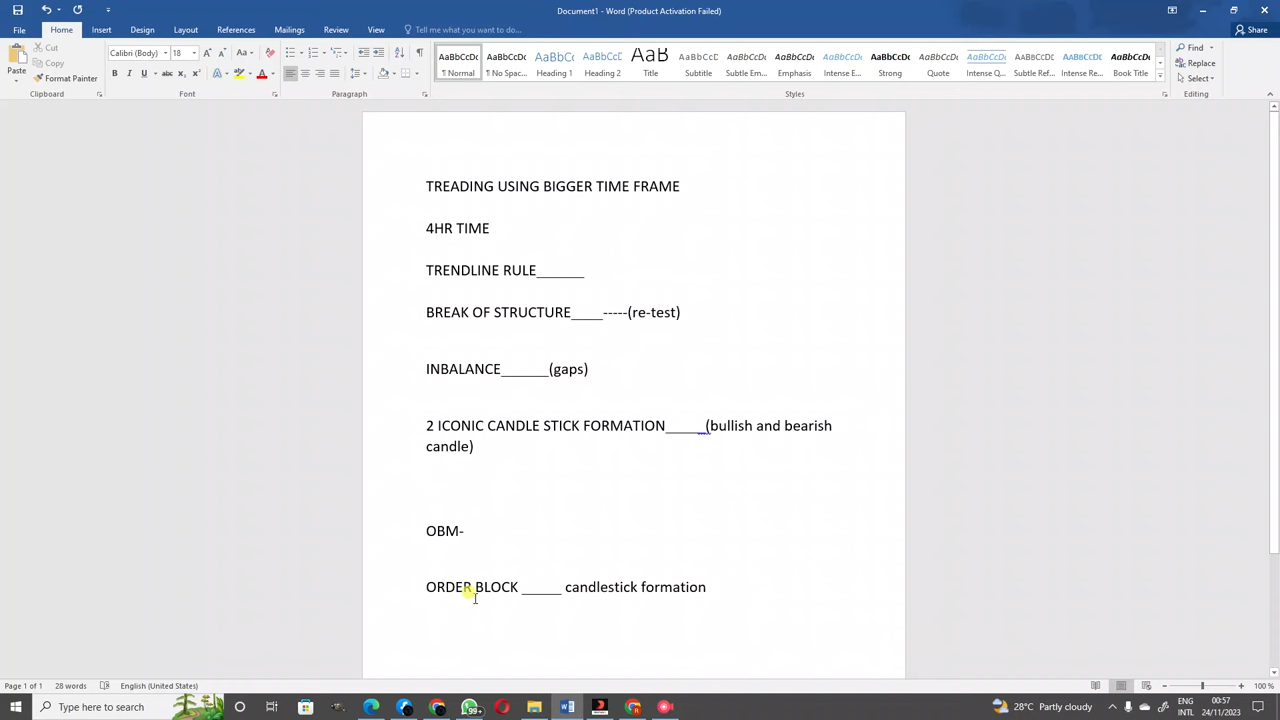 Document1 - Word (Product Activation Failed)
File Home Insert Design Layout References Mailings Review View Tell me what you want to do... Share
Paste Cut Copy Format Painter Clipboard
Calibri (Body) 18 Font
Paragraph
AaBbCcDc ¶ Normal
AaBbCcDc ¶ No Spac...
AaBbCc Heading 1
AaBbCcE Heading 2
AaB Title
AaBbCcD Subtitle
AaBbCcDc Subtle Em...
AaBbCcDc Emphasis
AaBbCcDc Intense E...
AaBbCcDc Strong
AaBbCcDc Quote
AaBbCcDc Intense Q...
AaBbCcDc Subtle Ref...
AaBbCcDc Intense Re...
AaBbCcDc Book Title
Styles
Find
Replace
Select
Editing
TREADING USING BIGGER TIME FRAME
4HR TIME
TRENDLINE RULE______
BREAK OF STRUCTURE____-----(re-test)
INBALANCE______(gaps)
2 ICONIC CANDLE STICK FORMATION_____(bullish and bearish
candle)
OBM-
ORDER BLOCK _____ candlestick formation
Page 1 of 1 28 words English (United States) 100 %
Type here to search 99+ 28°C Partly cloudy ENG INTL 00:57 24/11/2023